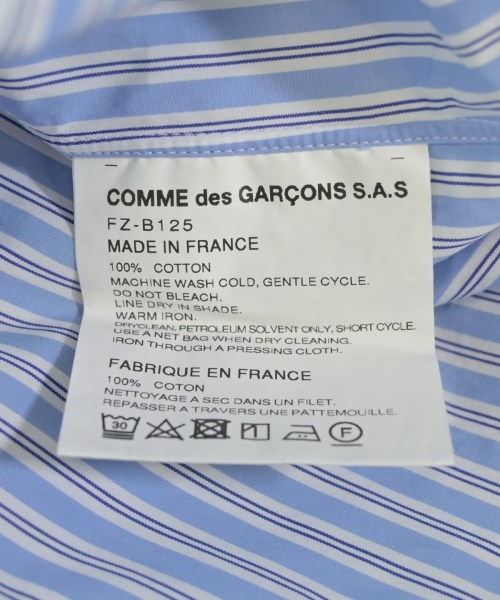 COMME des GARÇONS S.A.S
FZ-B125
MADE IN FRANCE
100% COTTON
MACHINE WASH COLD, GENTLE CYCLE.
DO NOT BLEACH.
LINE DRY IN SHADE.
WARM IRON.
DRYCLEAN, PETROLEUM SOLVENT ONLY, SHORT CYCLE.
USE A NET BAG WHEN DRY CLEANING.
IRON THROUGH A PRESSING CLOTH.
FABRIQUE EN FRANCE
100% COTON
NETTOYAGE A SEC DANS UN FILET.
REPASSER A TRAVERS UNE PATTEMOUILLE.
30 F